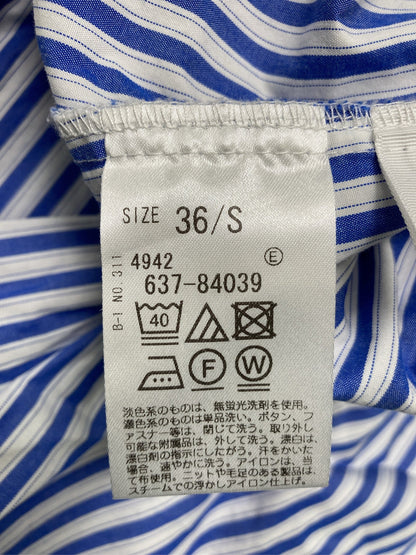 SIZE 36/S
4942 E
637-84039
B-1 NO.311
40
F W
淡色系のものは、無蛍光洗剤を使用。
濃色系のものは単品洗い。ボタン、フ
ァスナー等は、閉じて洗う。取り外し
可能な附属品は、外して洗う。漂白は、
漂白剤の指示にしたがう。汗をかいた
場合、速やかに洗う。アイロンは、当
て布使用。ニットや毛足のある製品は、
スチームでの浮かしアイロン仕上げ。